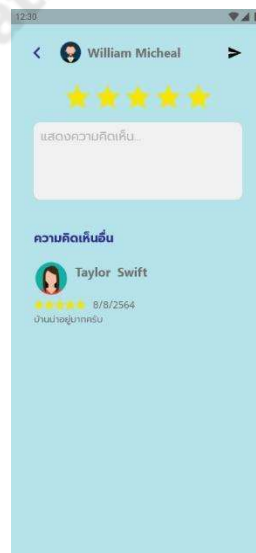 12:30
William Micheal
แสดงความคิดเห็น..
ความคิดเห็นอื่น
Taylor Swift
8/8/2564
บ้านน่าอยู่มากครับ